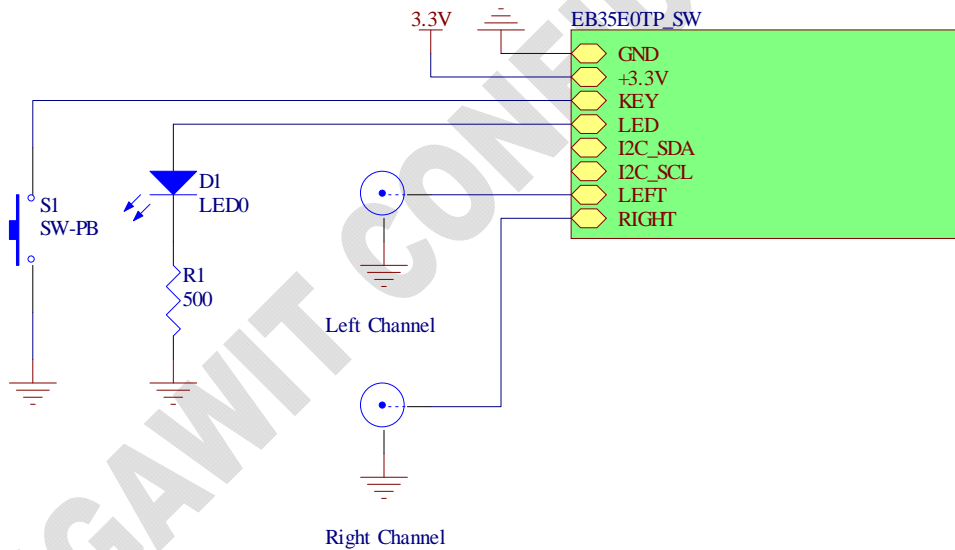 3.3V
EB35E0TP_SW
GND
+3.3V
KEY
LED
I2C_SDA
I2C_SCL
LEFT
RIGHT
S1
SW-PB
D1
LED0
R1
500
Left Channel
Right Channel
GAWIT CONF